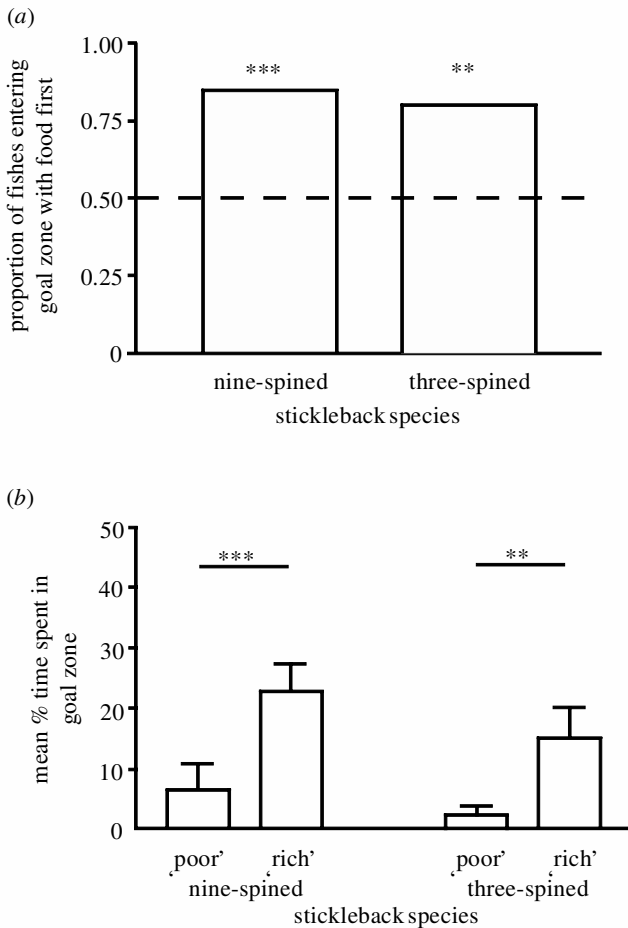 (a)
proportion of fishes entering
goal zone with food first
1.00
0.75
0.50
0.25
0
*** **
nine-spined three-spined
stickleback species
(b)
mean % time spent in
goal zone
50
40
30
20
10
0
*** **
‘poor’ ‘rich’ ‘poor’ ‘rich’
nine-spined three-spined
stickleback species